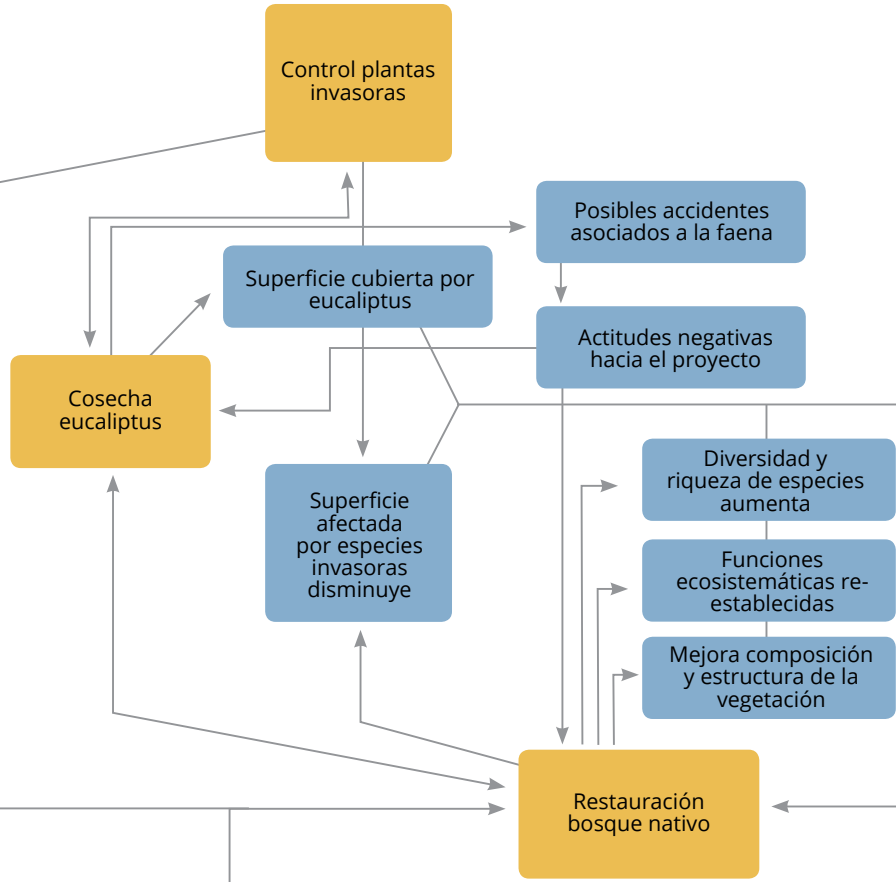 Control plantas
invasoras
Posibles accidentes
asociados a la faena
Superficie cubierta por
eucaliptus
Actitudes negativas
hacia el proyecto
Cosecha
eucaliptus
Diversidad y
riqueza de especies
aumenta
Superficie
afectada
por especies
invasoras
disminuye
Funciones
ecosistemáticas re-
establecidas
Mejora composición
y estructura de la
vegetación
Restauración
bosque nativo